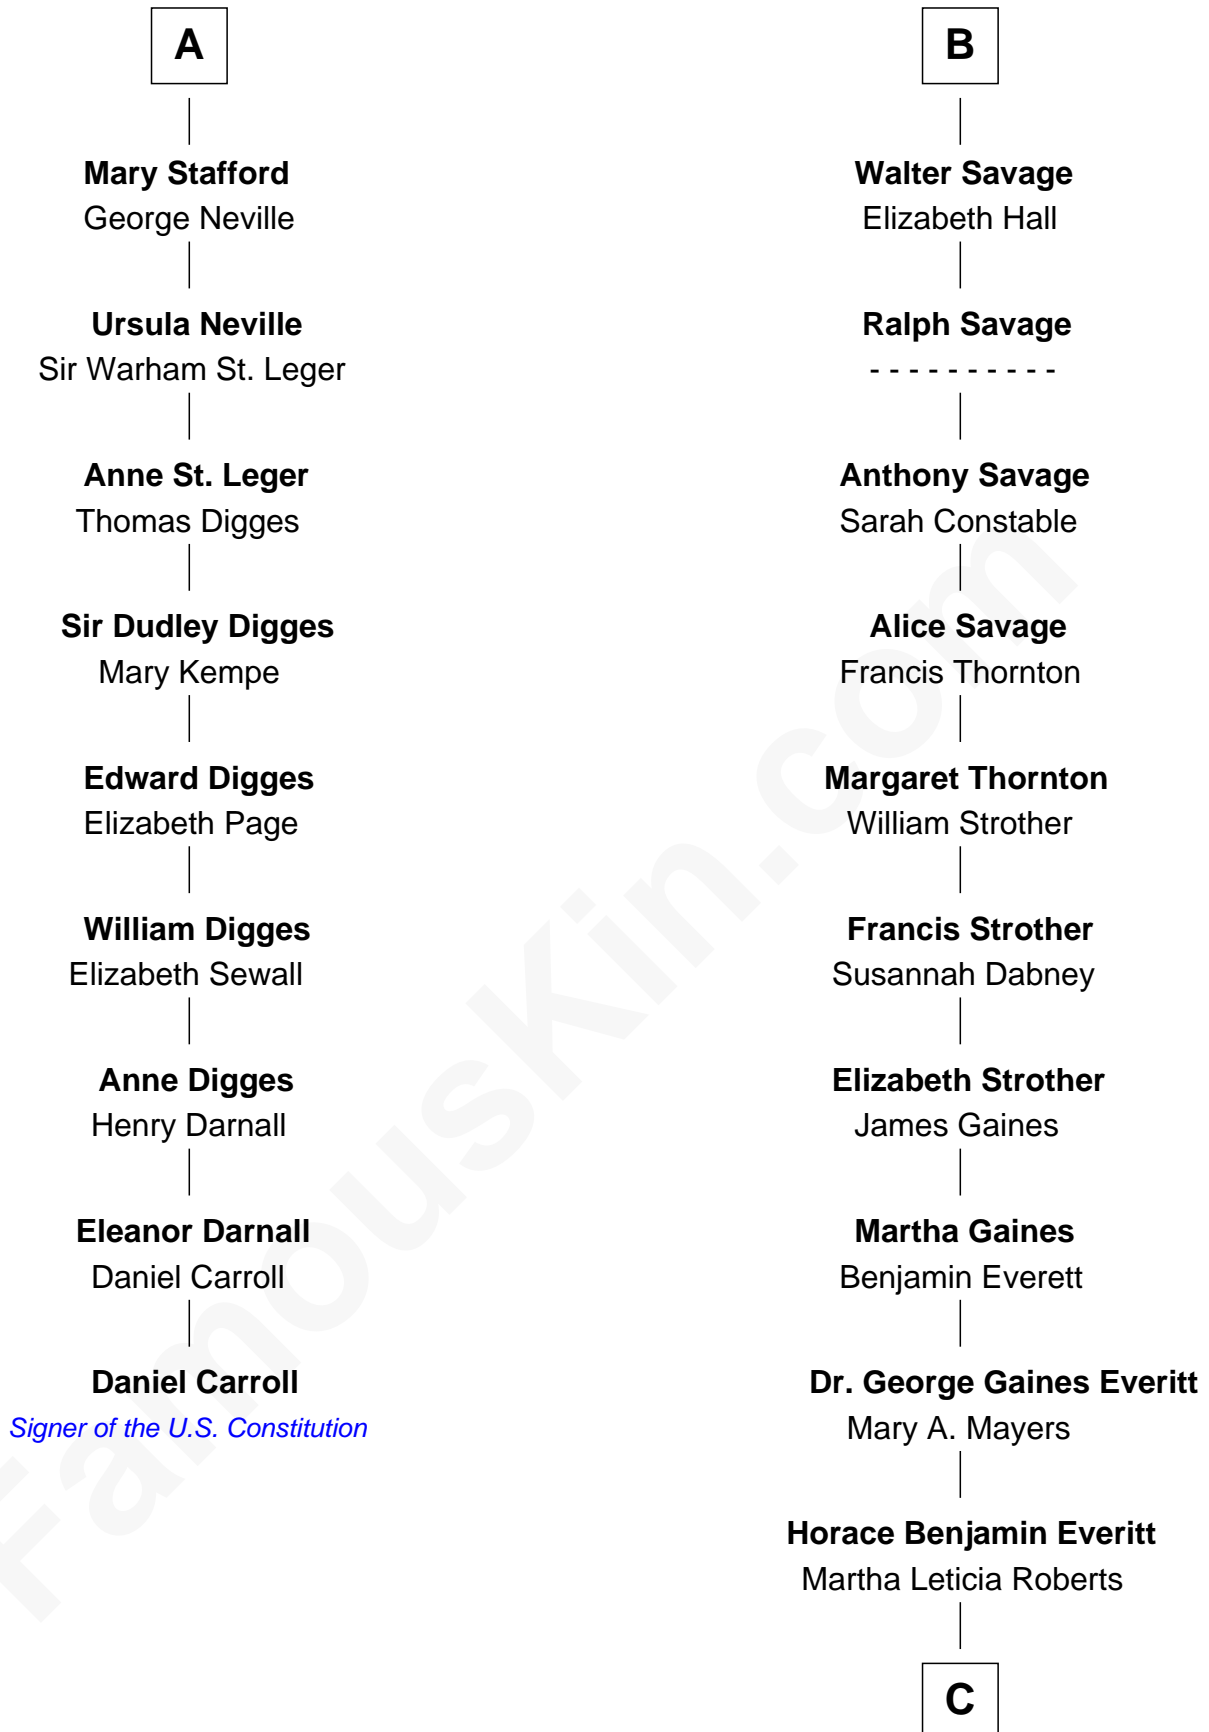 A
Mary Stafford
George Neville
Ursula Neville
Sir Warham St. Leger
Anne St. Leger
Thomas Digges
Sir Dudley Digges
Mary Kempe
Edward Digges
Elizabeth Page
William Digges
Elizabeth Sewall
Anne Digges
Henry Darnall
Eleanor Darnall
Daniel Carroll
Daniel Carroll
Signer of the U.S. Constitution
B
Walter Savage
Elizabeth Hall
Ralph Savage
- - - - - - - - - -
Anthony Savage
Sarah Constable
Alice Savage
Francis Thornton
Margaret Thornton
William Strother
Francis Strother
Susannah Dabney
Elizabeth Strother
James Gaines
Martha Gaines
Benjamin Everett
Dr. George Gaines Everitt
Mary A. Mayers
Horace Benjamin Everitt
Martha Leticia Roberts
C
FamousKin.com